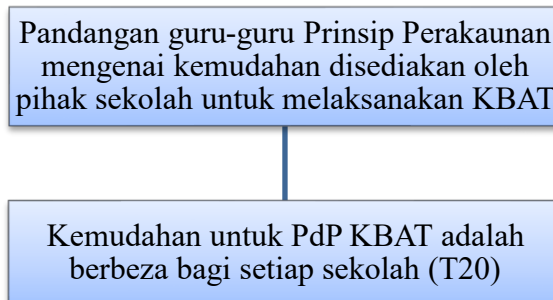 Pandangan guru-guru Prinsip Perakaunan
mengenai kemudahan disediakan oleh
pihak sekolah untuk melaksanakan KBAT
Kemudahan untuk PdP KBAT adalah
berbeza bagi setiap sekolah (T20)